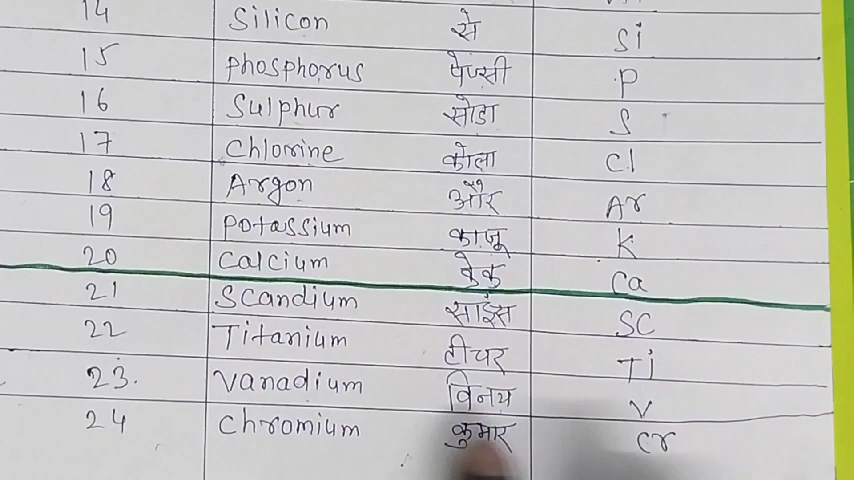 14 Silicon से Si
15 Phosphorus पेप्सी P
16 Sulphur सोडा S
17 Chlorine कोला Cl
18 Argon और Ar
19 Potassium काजू K
20 Calcium केक Ca
21 Scandium साइंस SC
22 Titanium टीचर Ti
23. Vanadium विनय V
24 Chromium कुमार Cr